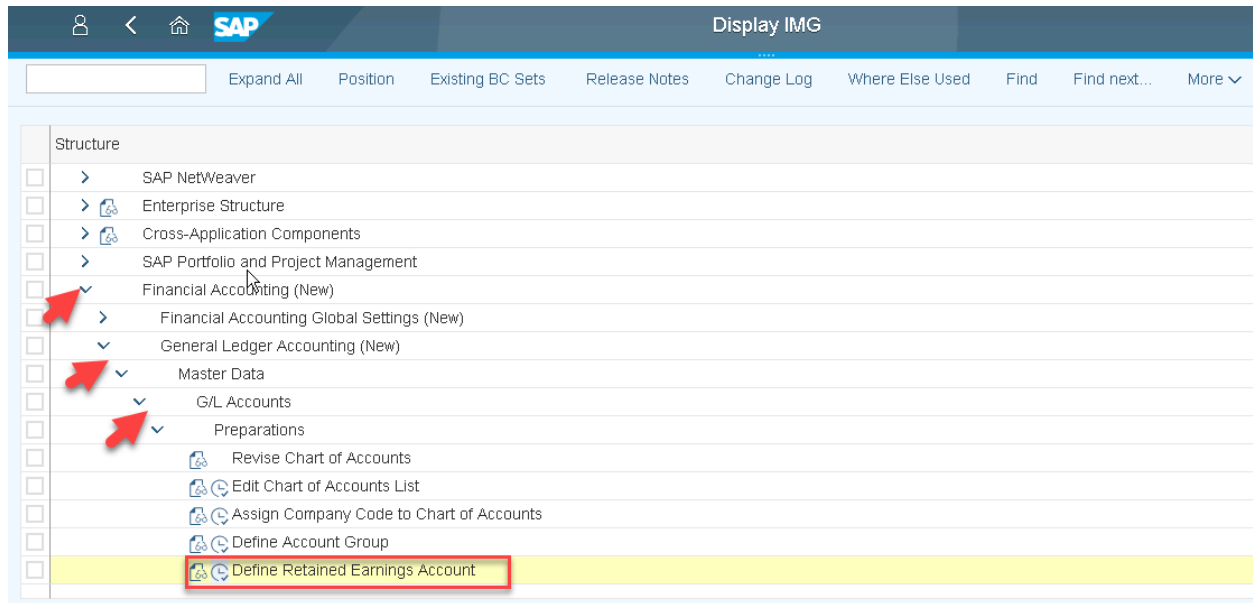 SAP Display IMG
Expand All Position Existing BC Sets Release Notes Change Log Where Else Used Find Find next... More
Structure
SAP NetWeaver
Enterprise Structure
Cross-Application Components
SAP Portfolio and Project Management
Financial Accounting (New)
Financial Accounting Global Settings (New)
General Ledger Accounting (New)
Master Data
G/L Accounts
Preparations
Revise Chart of Accounts
Edit Chart of Accounts List
Assign Company Code to Chart of Accounts
Define Account Group
Define Retained Earnings Account